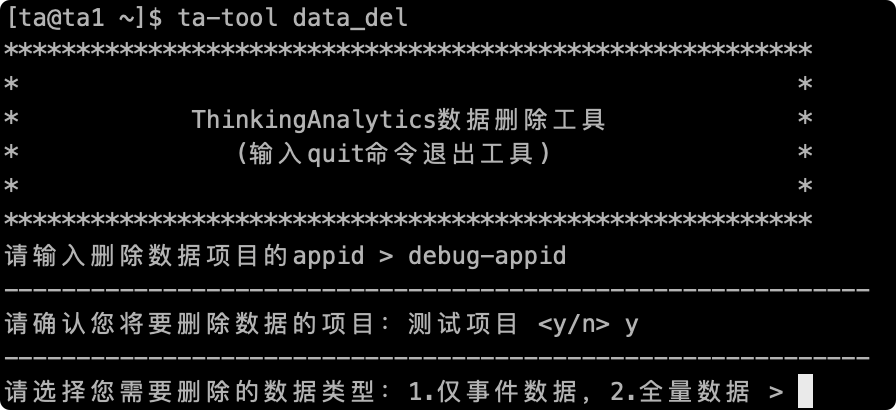 [ta@ta1 ~]$ ta-tool data_del
*********************************************************
* *
* ThinkingAnalytics数据删除工具 *
* (输入quit命令退出工具) *
* *
*********************************************************
请输入删除数据项目的appid > debug-appid
------------------------------------------------------------
请确认您将要删除数据的项目: 测试项目 <y/n> y
------------------------------------------------------------
请选择您需要删除的数据类型: 1.仅事件数据, 2.全量数据 >